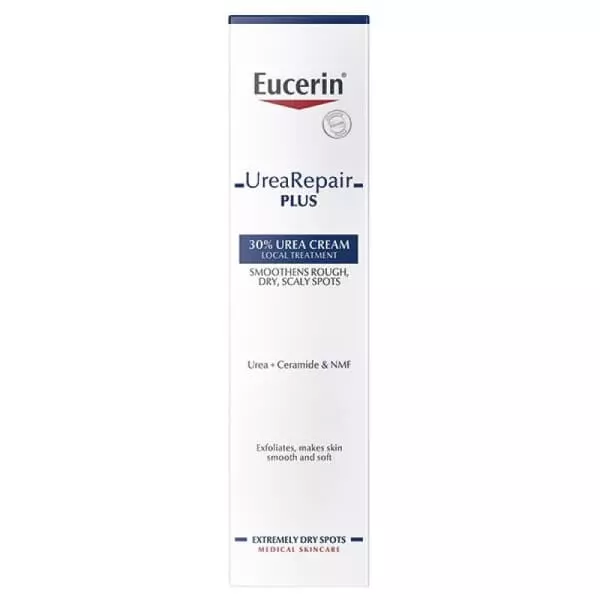 Eucerin®
UreaRepair
PLUS
30% UREA CREAM
LOCAL TREATMENT
SMOOTHENS ROUGH,
DRY, SCALY SPOTS
Urea + Ceramide & NMF
Exfoliates, makes skin
smooth and soft
EXTREMELY DRY SPOTS
MEDICAL SKINCARE